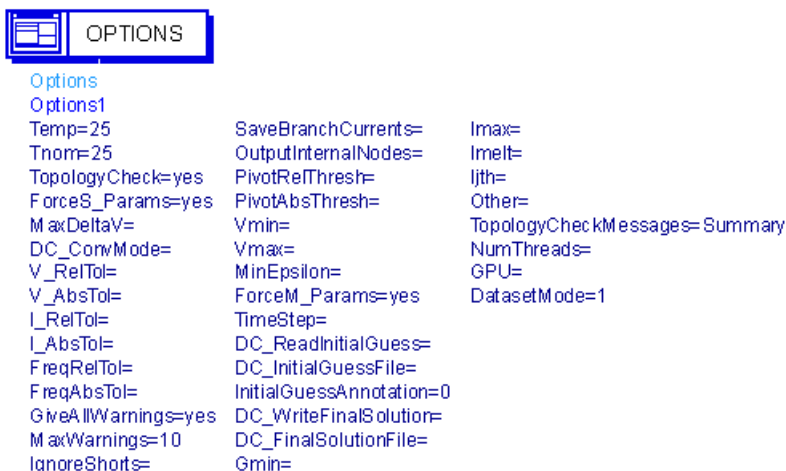 OPTIONS
Options
Options1
Temp=25
Tnom=25
TopologyCheck=yes
ForceS_Params=yes
MaxDeltaV=
DC_ConvMode=
V_RelTol=
V_AbsTol=
I_RelTol=
I_AbsTol=
FreqRelTol=
FreqAbsTol=
GiveAllWarnings=yes
MaxWarnings=10
IgnoreShorts=
SaveBranchCurrents=
OutputInternalNodes=
PivotRelThresh=
PivotAbsThresh=
Vmin=
Vmax=
MinEpsilon=
ForceM_Params=yes
TimeStep=
DC_ReadInitialGuess=
DC_InitialGuessFile=
InitialGuessAnnotation=0
DC_WriteFinalSolution=
DC_FinalSolutionFile=
Gmin=
Imax=
Imelt=
Ijth=
Other=
TopologyCheckMessages=Summary
NumThreads=
GPU=
DatasetMode=1